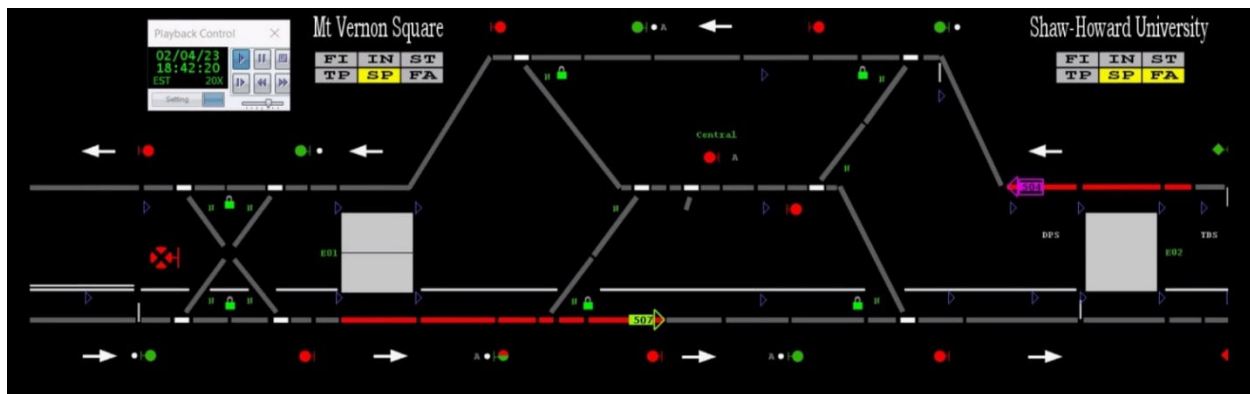 Playback Control
02/04/23
18:42:20
EST 20X
Setting
Mt Vernon Square
FI IN ST
TP SP FA
A
Shaw-Howard University
FI IN ST
TP SP FA
N
N
Central
A
N
N
N
504
E01
DPS
TBS
E02
N
N
N
N
N
507
A
A